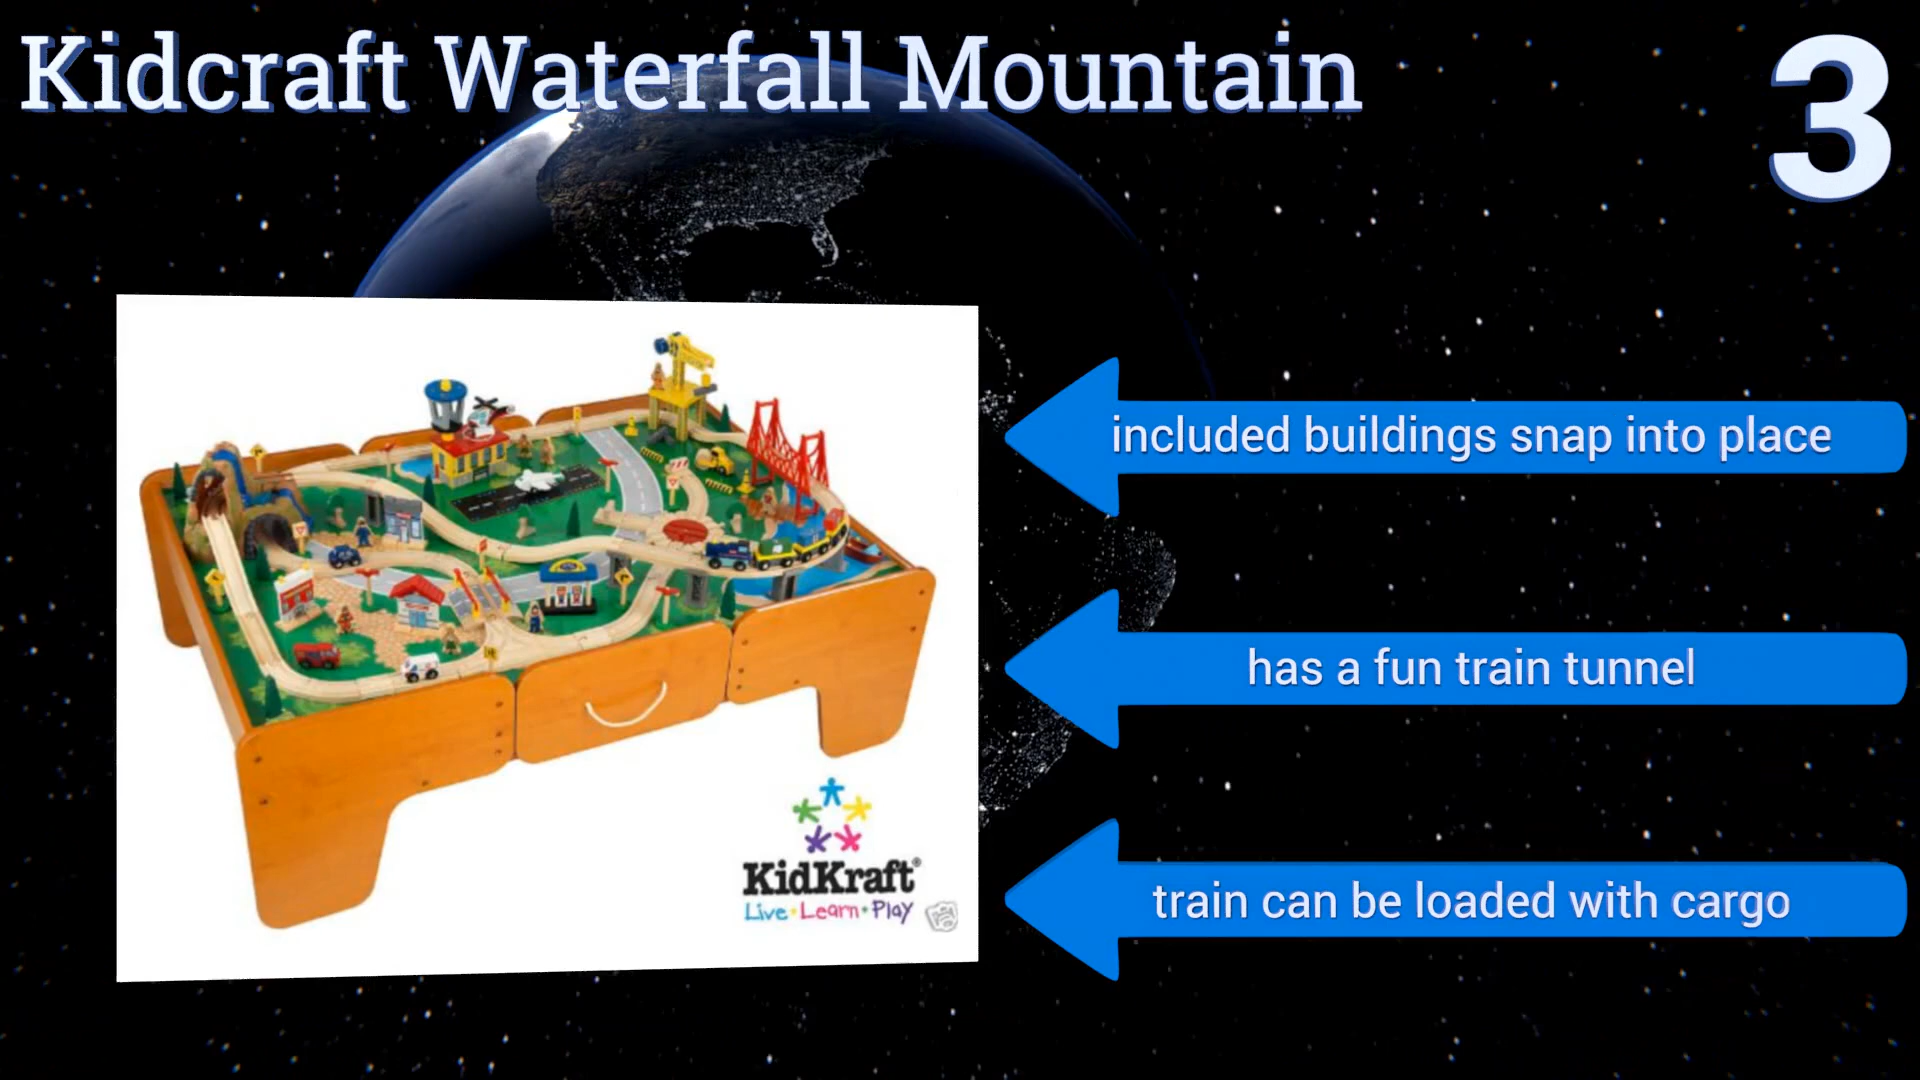 Kidcraft Waterfall Mountain
3
included buildings snap into place
has a fun train tunnel
train can be loaded with cargo
KidKraft®
Live • Learn • Play